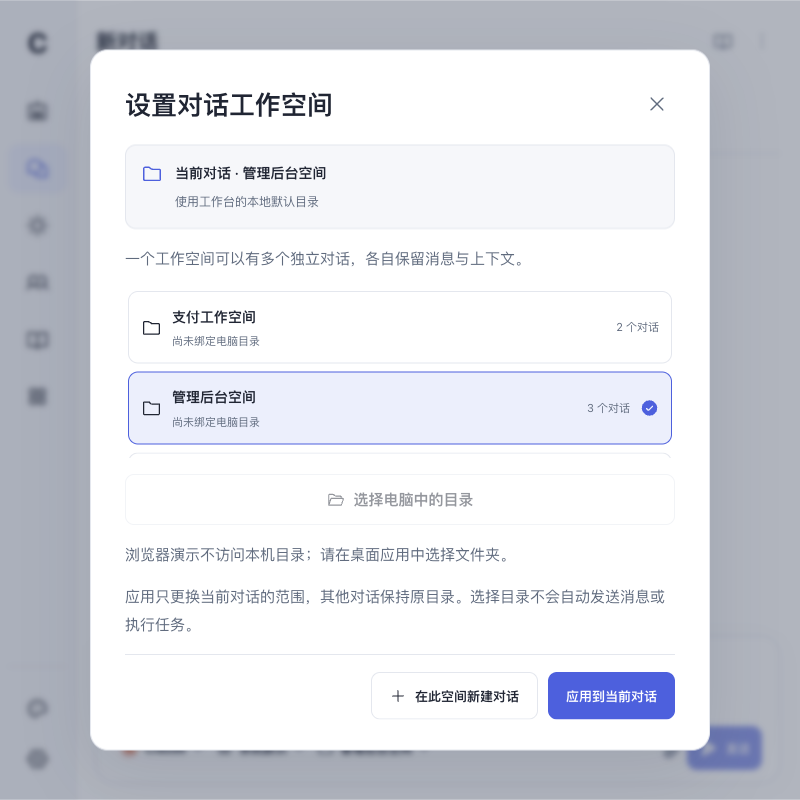 C
新对话
设置对话工作空间
当前对话 · 管理后台空间
使用工作台的本地默认目录
一个工作空间可以有多个独立对话，各自保留消息与上下文。
支付工作空间
尚未绑定电脑目录
2 个对话
管理后台空间
尚未绑定电脑目录
3 个对话
选择电脑中的目录
浏览器演示不访问本机目录；请在桌面应用中选择文件夹。
应用只更换当前对话的范围，其他对话保持原目录。选择目录不会自动发送消息或
执行任务。
在此空间新建对话
应用到当前对话